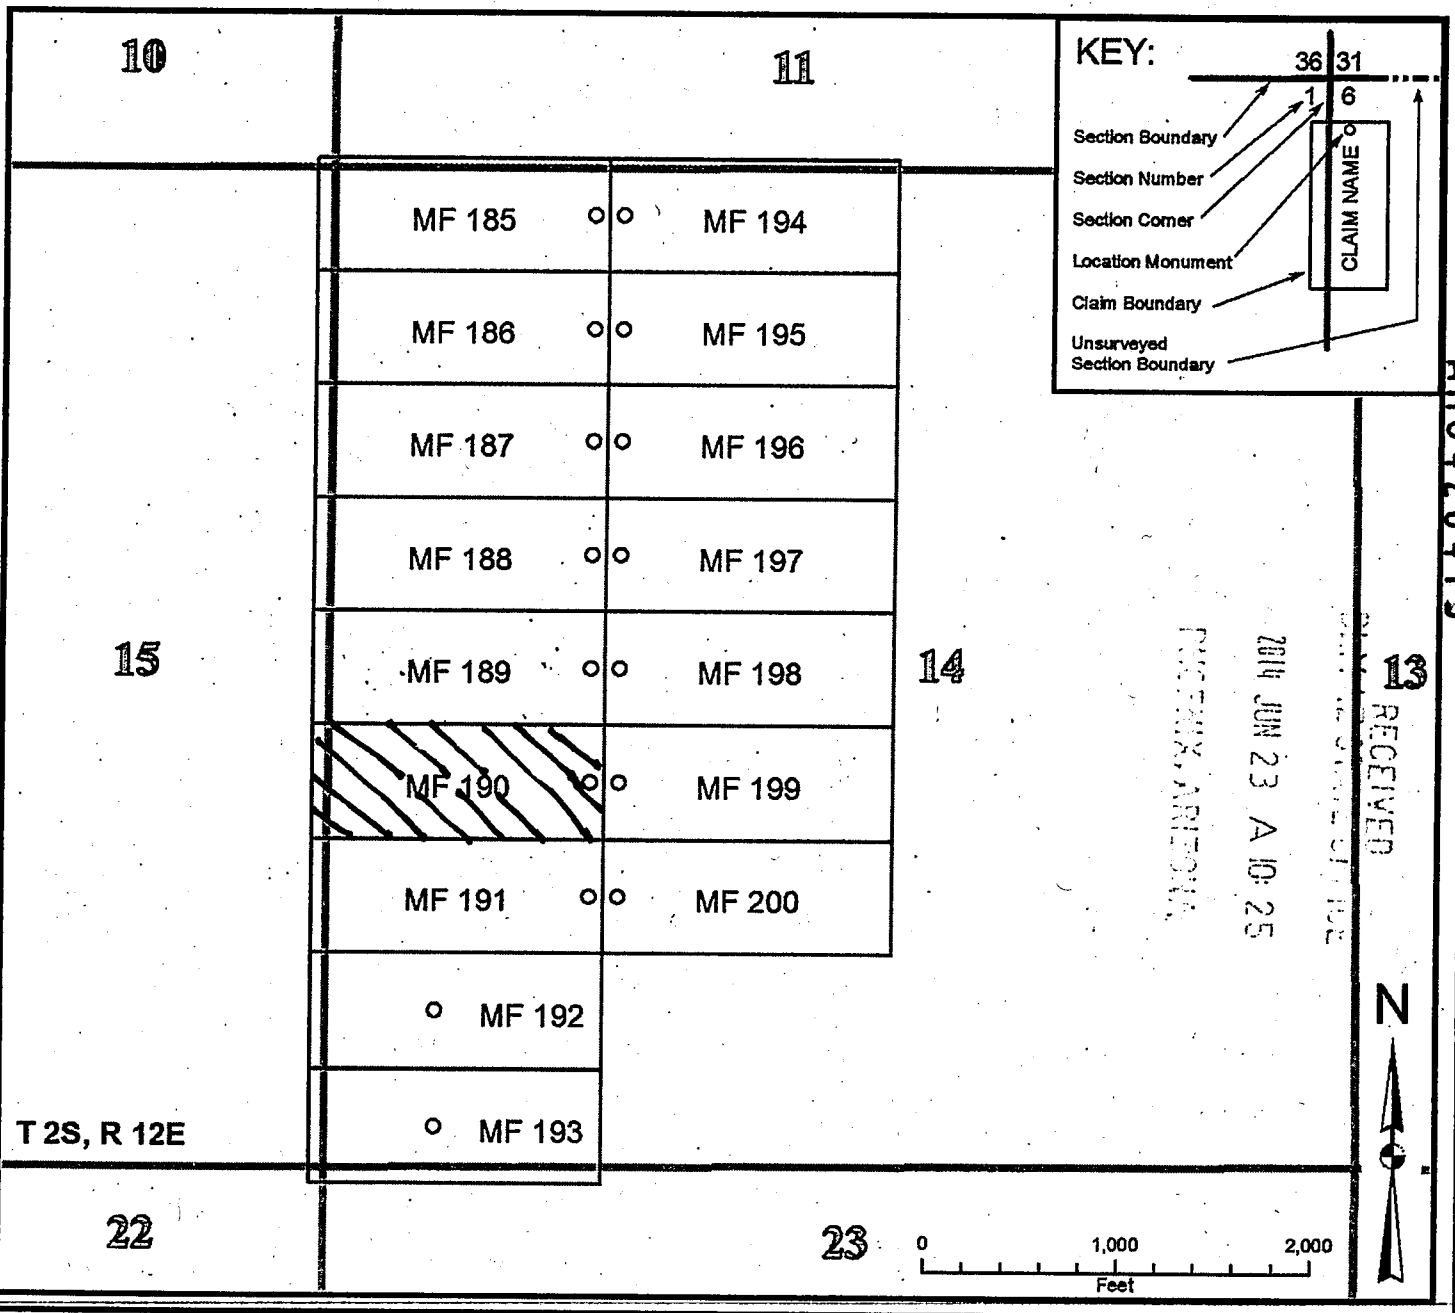 10
11
KEY:
36 31
1 6
Section Boundary
Section Number
Section Corner
Location Monument
Claim Boundary
Unsurveyed
Section Boundary
CLAIM NAME
MF 185
MF 194
MF 186
MF 195
MF 187
MF 196
MF 188
MF 197
15
MF 189
MF 198
14
13
MF 190
MF 199
MF 191
MF 200
RECEIVED
2014 JUN 23 A 10:25
PHOENIX, ARIZONA
MF 192
N
MF 193
T 2S, R 12E
22
23
0 1,000 2,000
Feet